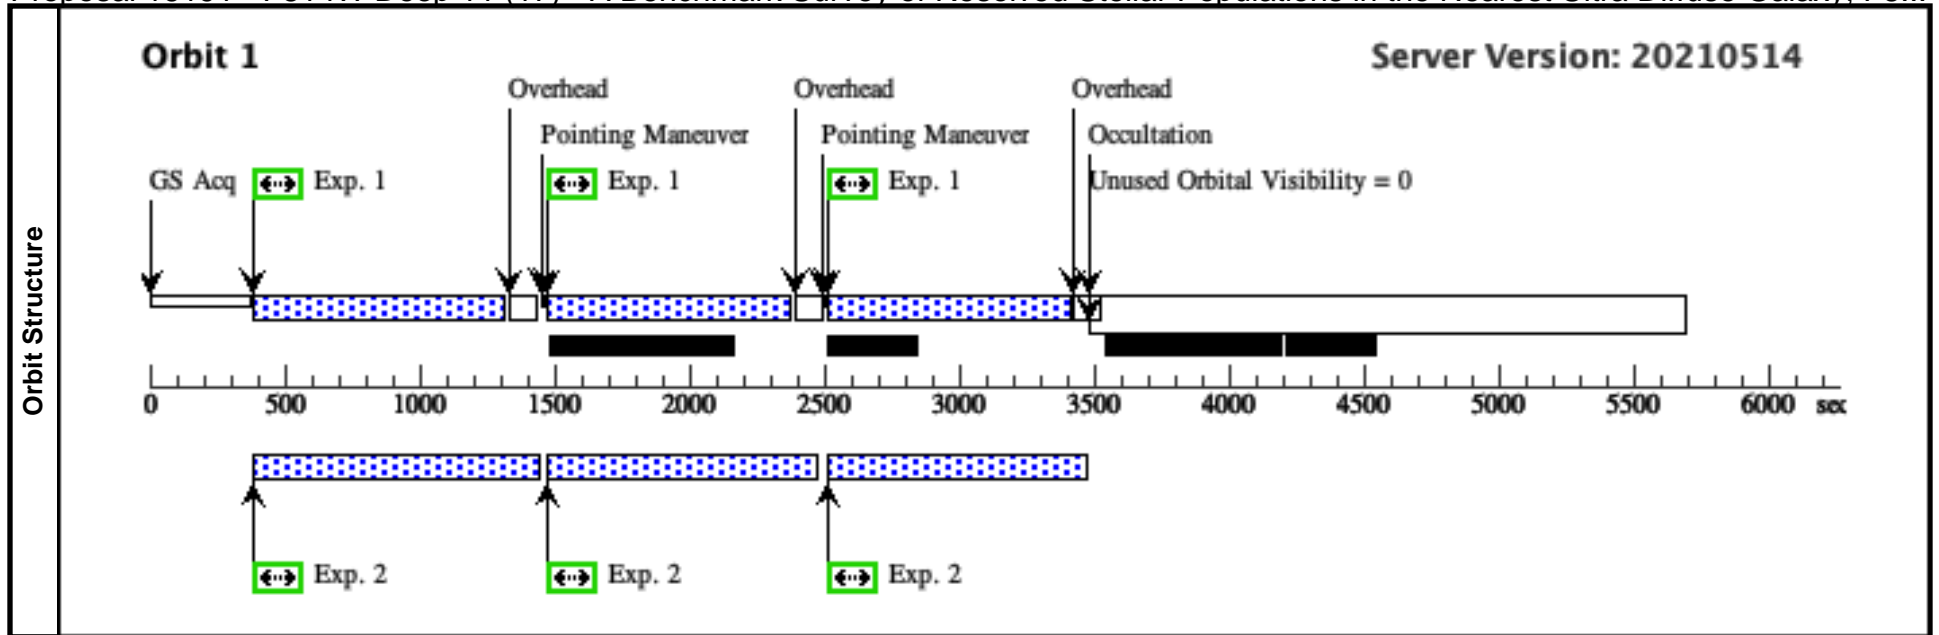 Orbit 1
Server Version: 20210514
Overhead
Overhead
Overhead
Pointing Maneuver
Pointing Maneuver
Occultation
GS Acq
Exp. 1
Exp. 1
Exp. 1
Unused Orbital Visibility = 0
Orbit Structure
0 500 1000 1500 2000 2500 3000 3500 4000 4500 5000 5500 6000 sec
Exp. 2
Exp. 2
Exp. 2